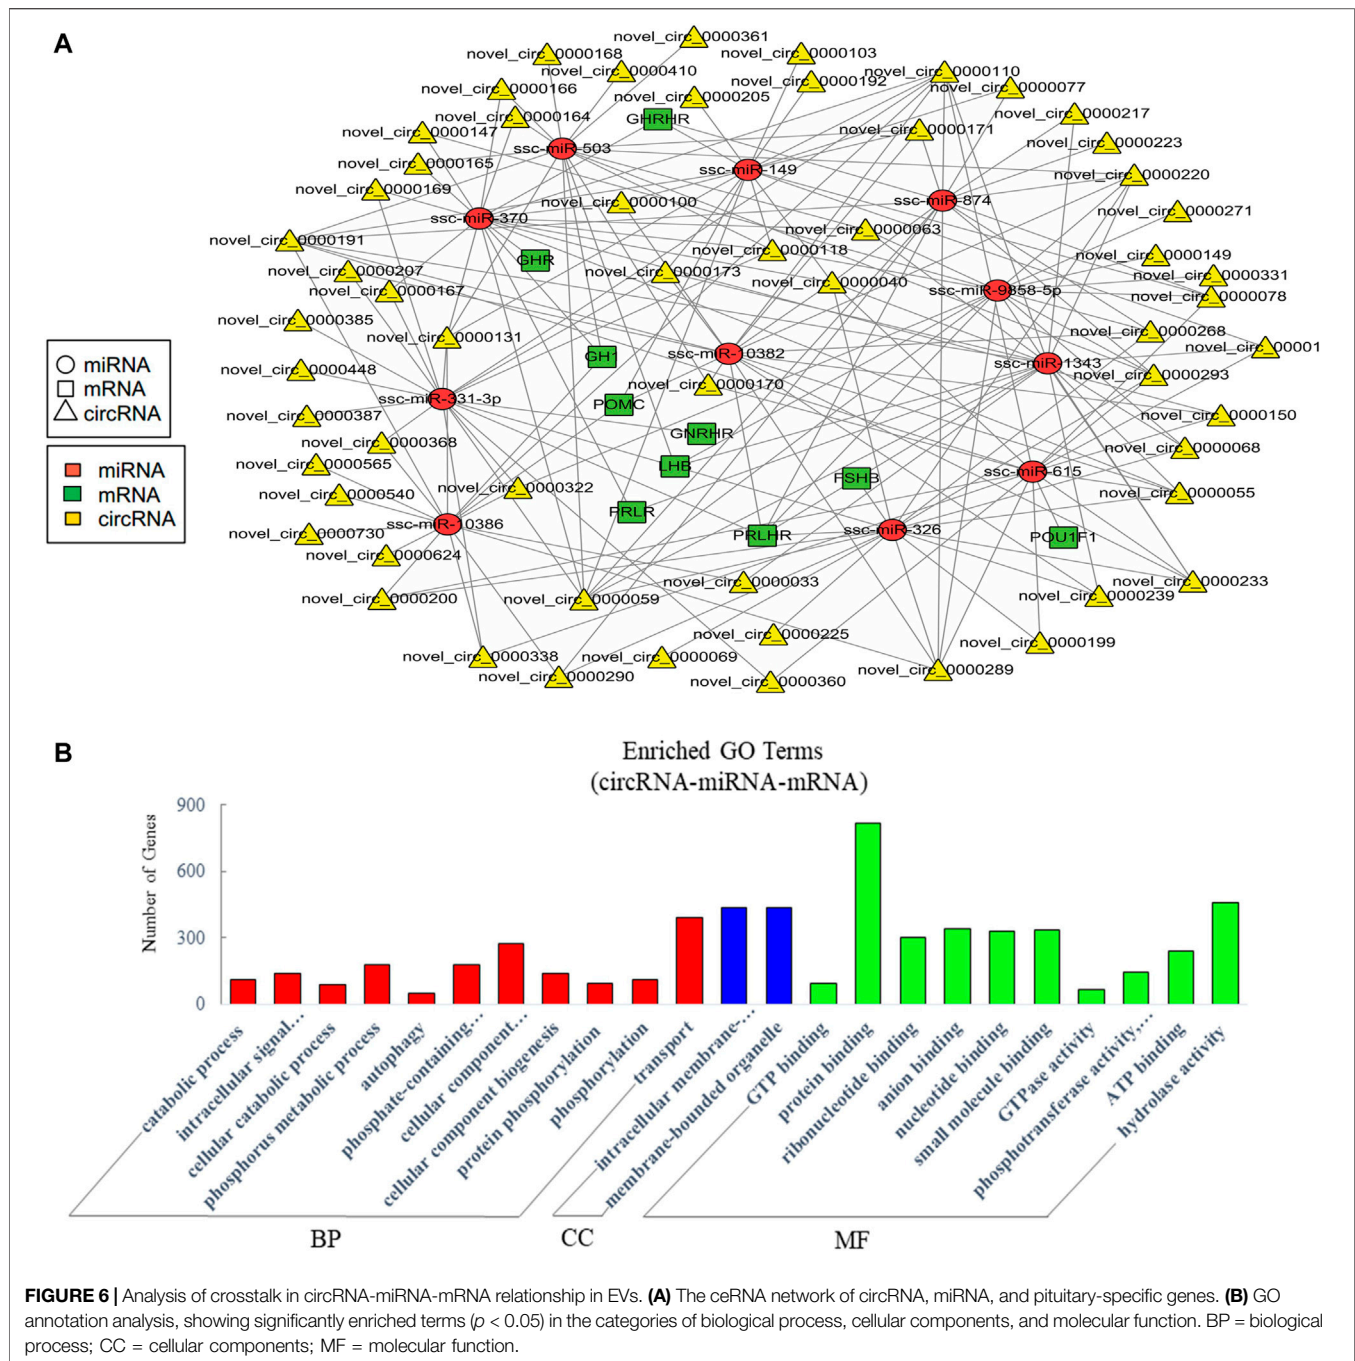 A
novel_circ_0000361
novel_circ_0000168
novel_circ_0000103
novel_circ_0000410
novel_circ_0000110
novel_circ_0000192
novel_circ_0000166
novel_circ_0000077
novel_circ_0000205
novel_circ_0000164
GHRHR
novel_circ_0000217
novel_circ_0000147
novel_circ_0000171
novel_circ_0000223
ssc-miR-503
novel_circ_0000165
ssc-miR-149
novel_circ_0000220
novel_circ_0000169
ssc-miR-874
novel_circ_0000100
novel_circ_0000271
ssc-miR-370
novel_circ_0000063
novel_circ_0000191
novel_circ_0000118
novel_circ_0000149
GHR
novel_circ_0000207
novel_circ_0000173
novel_circ_0000331
novel_circ_0000040
novel_circ_0000167
ssc-miR-9858-5p
novel_circ_0000078
novel_circ_0000385
novel_circ_0000268
novel_circ_0000131
novel_circ_00001
GH1
ssc-miR-10382
ssc-miR-1343
novel_circ_0000448
novel_circ_0000293
novel_circ_0000170
ssc-miR-331-3p
POMC
novel_circ_0000387
novel_circ_0000150
GNRHR
novel_circ_0000368
novel_circ_0000068
novel_circ_0000565
LHB
ssc-miR-615
FSHB
novel_circ_0000540
novel_circ_0000322
novel_circ_0000055
PRLR
ssc-miR-10386
ssc-miR-326
novel_circ_0000730
PRLHR
POU1F1
novel_circ_0000624
novel_circ_0000033
novel_circ_0000233
novel_circ_0000200
novel_circ_0000059
novel_circ_0000239
novel_circ_0000225
novel_circ_0000199
novel_circ_0000338
novel_circ_0000069
novel_circ_0000289
novel_circ_0000290
novel_circ_0000360
miRNA
mRNA
circRNA
miRNA
mRNA
circRNA
B
Enriched GO Terms
(circRNA-miRNA-mRNA)
Number of Genes
900
600
300
0
catabolic process
intracellular signal…
cellular catabolic process
phosphorus metabolic process
autophagy
phosphate-containing…
cellular component…
cellular component biogenesis
protein phosphorylation
phosphorylation
transport
intracellular membrane-…
membrane-bounded organelle
GTP binding
protein binding
ribonucleotide binding
anion binding
nucleotide binding
small molecule binding
GTPase activity
phosphotransferase activity,…
ATP binding
hydrolase activity
BP
CC
MF
FIGURE 6 | Analysis of crosstalk in circRNA-miRNA-mRNA relationship in EVs. (A) The ceRNA network of circRNA, miRNA, and pituitary-specific genes. (B) GO
annotation analysis, showing significantly enriched terms (p < 0.05) in the categories of biological process, cellular components, and molecular function. BP = biological
process; CC = cellular components; MF = molecular function.